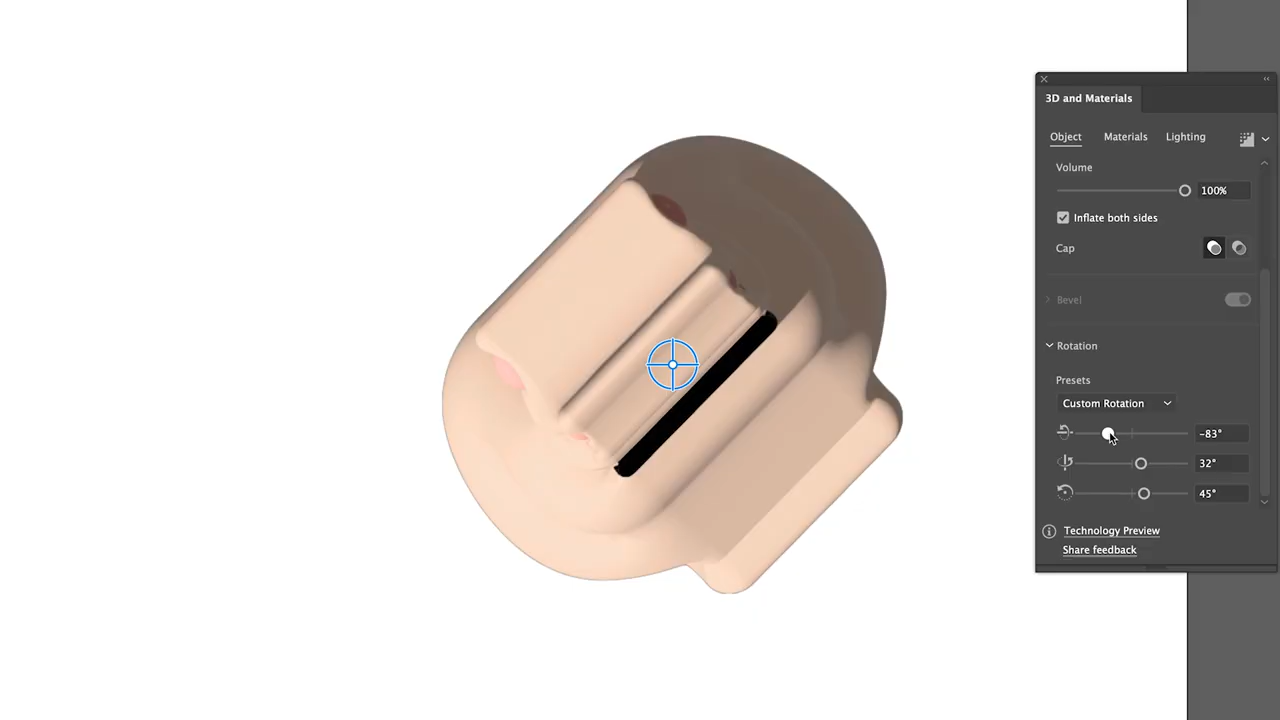 3D and Materials
Object Materials Lighting
Volume
100%
Inflate both sides
Cap
Bevel
Rotation
Presets
Custom Rotation
-83°
32°
45°
Technology Preview
Share feedback